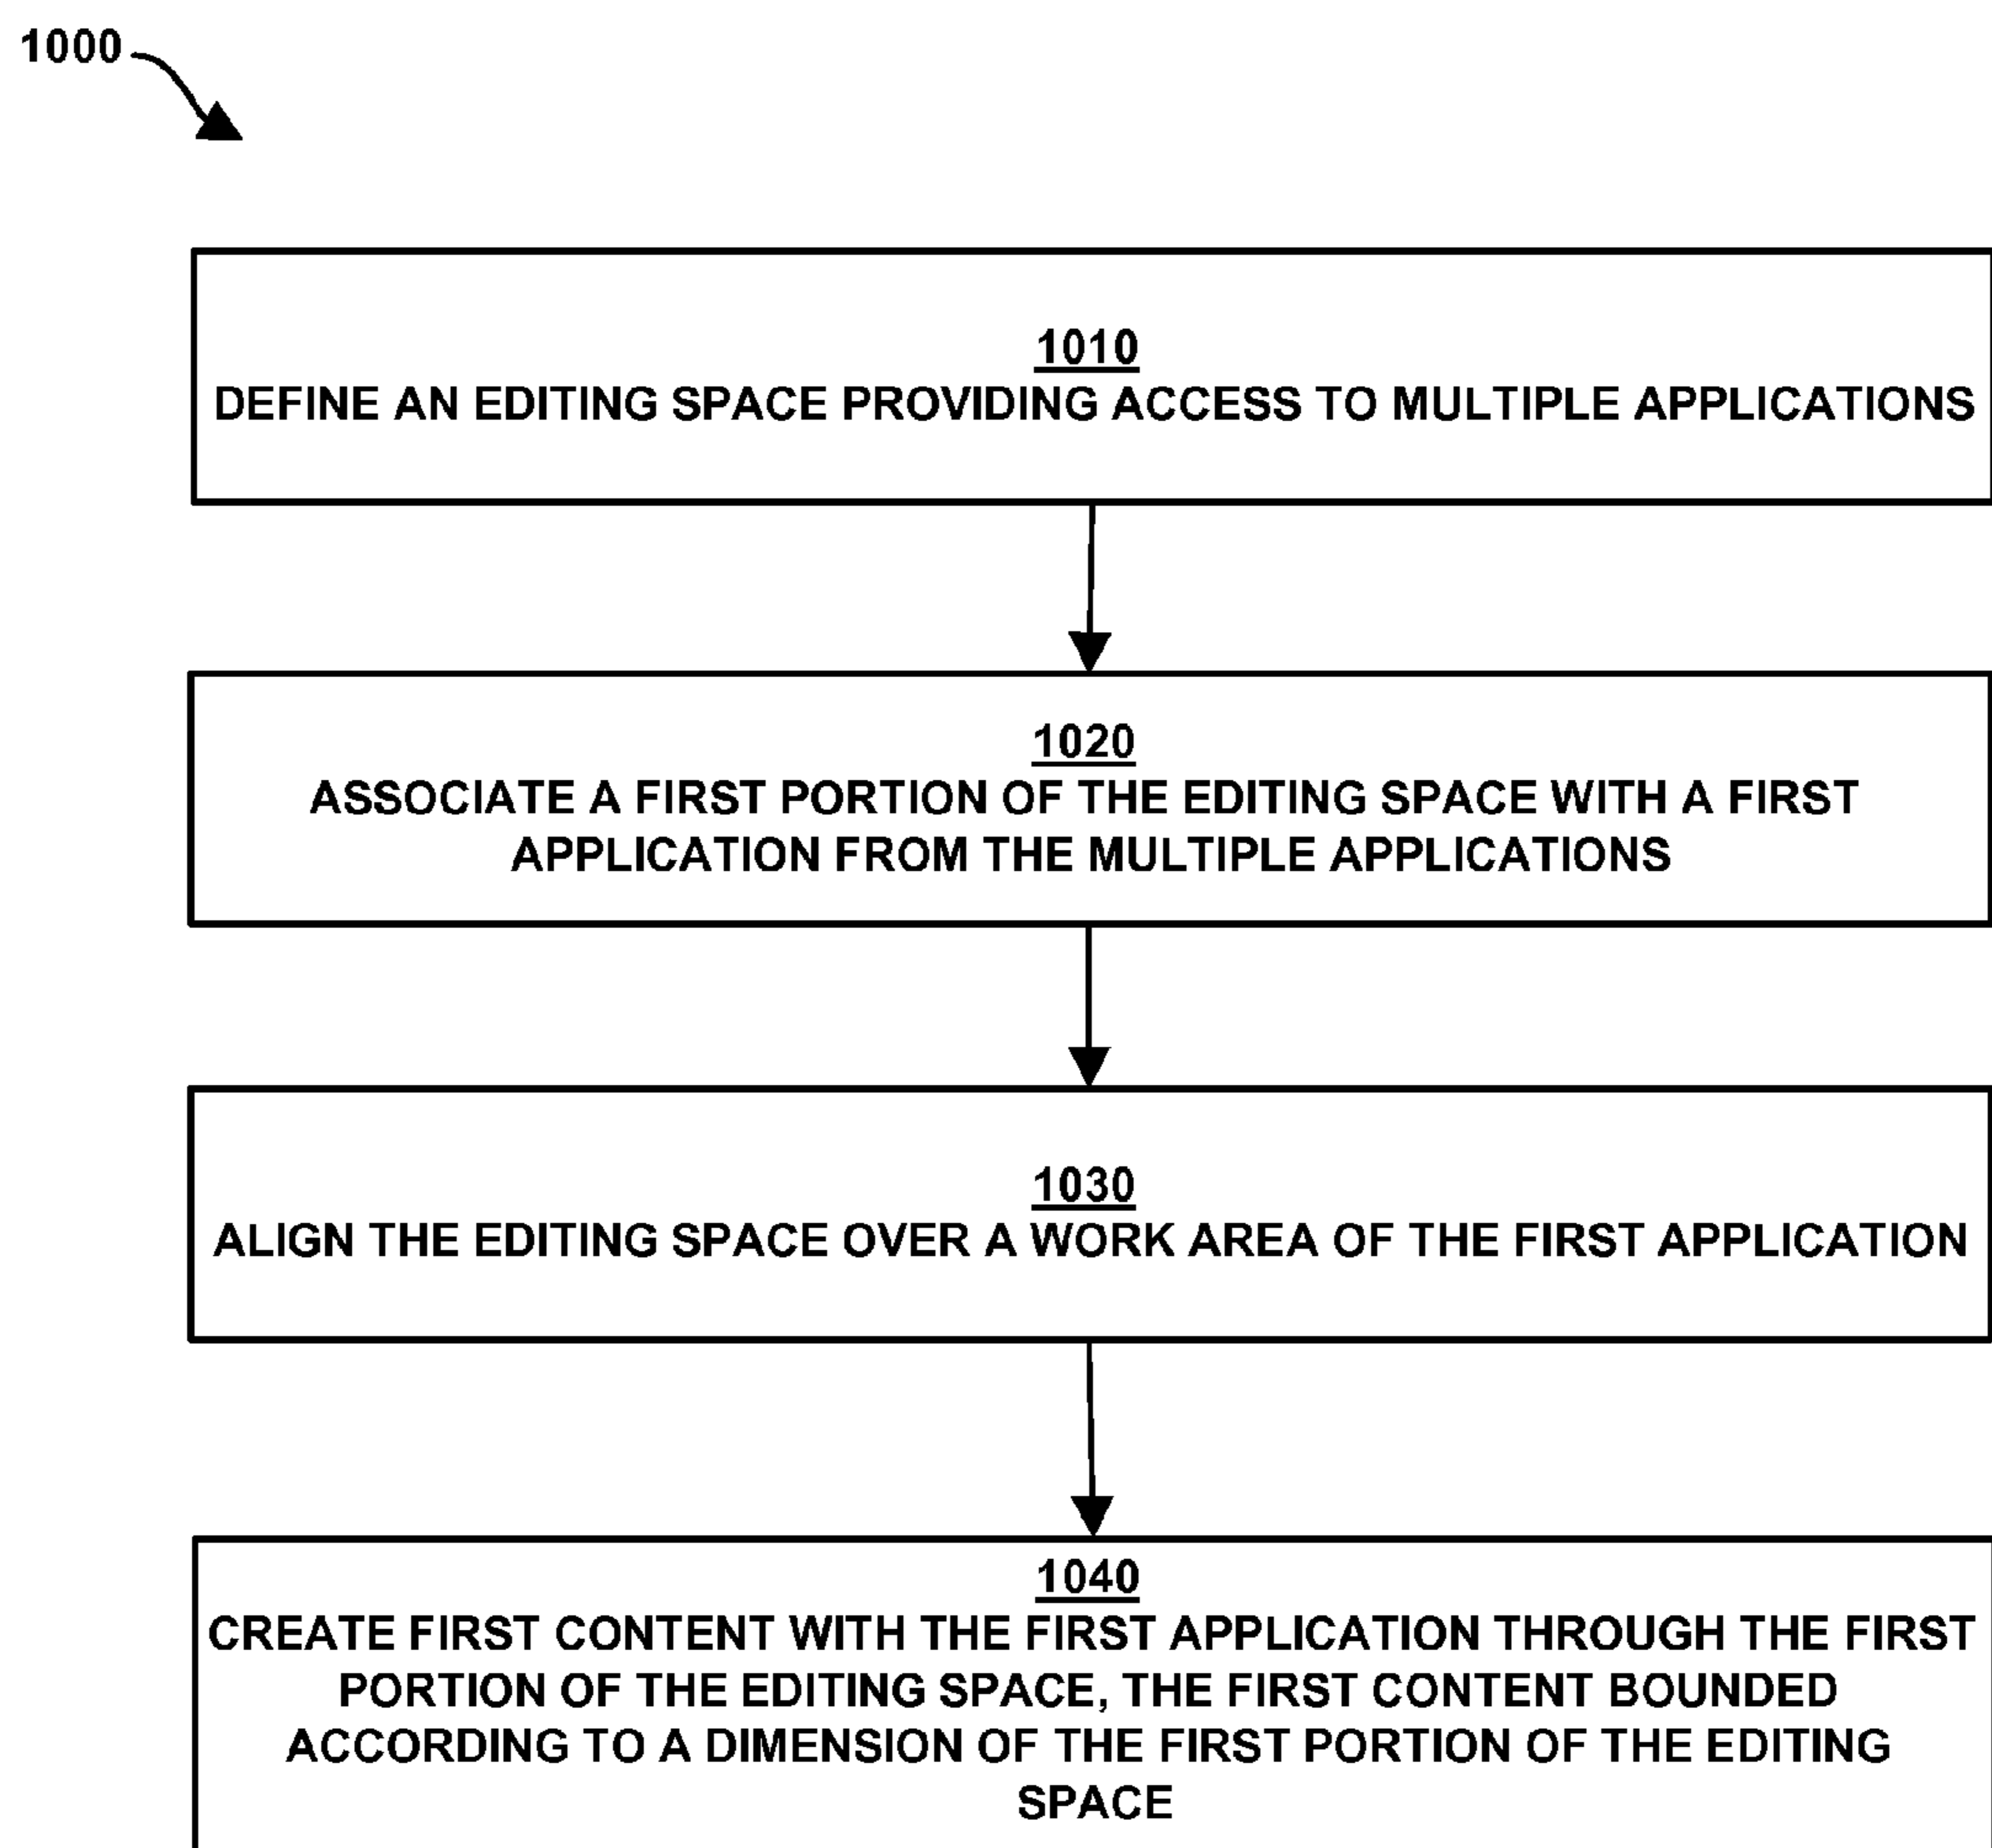 1000
1010
DEFINE AN EDITING SPACE PROVIDING ACCESS TO MULTIPLE APPLICATIONS
1020
ASSOCIATE A FIRST PORTION OF THE EDITING SPACE WITH A FIRST
APPLICATION FROM THE MULTIPLE APPLICATIONS
1030
ALIGN THE EDITING SPACE OVER A WORK AREA OF THE FIRST APPLICATION
1040
CREATE FIRST CONTENT WITH THE FIRST APPLICATION THROUGH THE FIRST
PORTION OF THE EDITING SPACE, THE FIRST CONTENT BOUNDED
ACCORDING TO A DIMENSION OF THE FIRST PORTION OF THE EDITING
SPACE